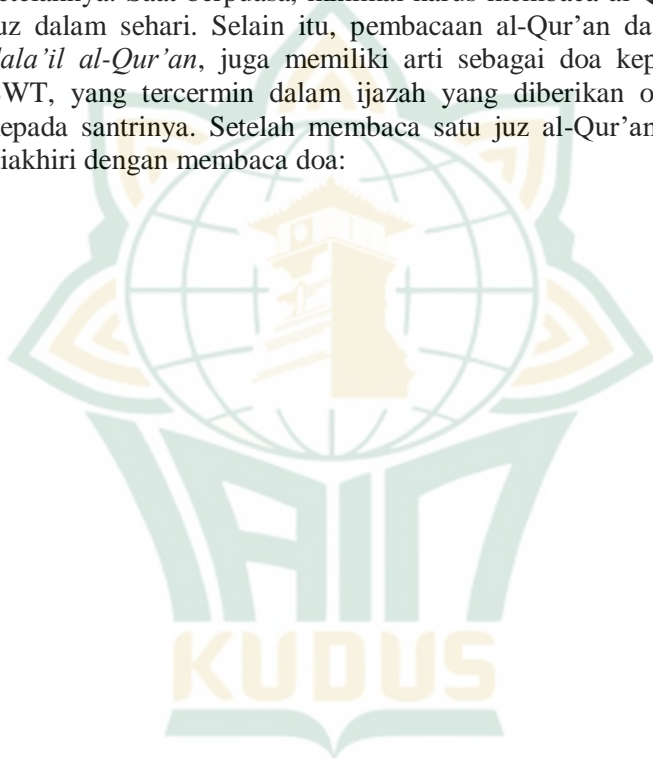 setelahnya. Saat berpuasa, minimal harus membaca al-Q
juz dalam sehari. Selain itu, pembacaan al-Qur’an da
dala’il al-Qur’an, juga memiliki arti sebagai doa kep
SWT, yang tercermin dalam ijazah yang diberikan o
kepada santrinya. Setelah membaca satu juz al-Qur’an
diakhiri dengan membaca doa:
IAIN
KUDUS